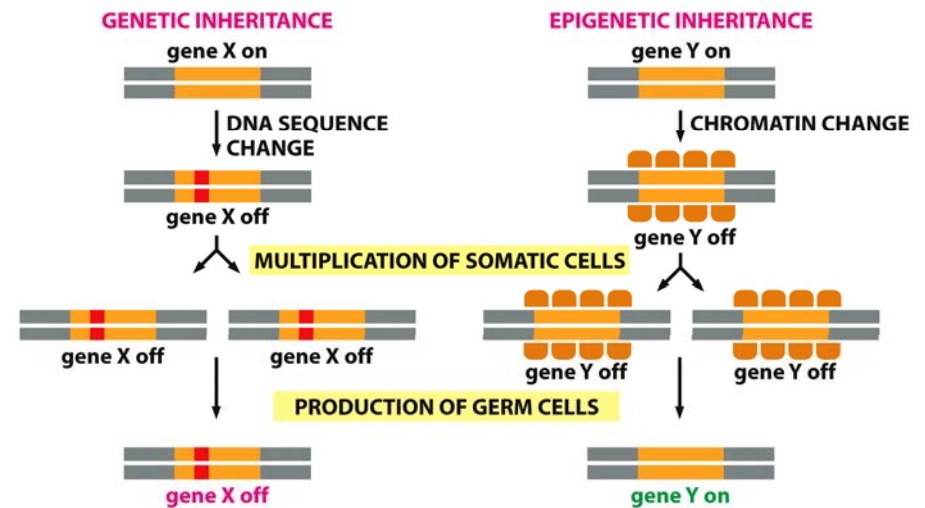 GENETIC INHERITANCE
gene X on
DNA SEQUENCE
CHANGE
gene X off
EPIGENETIC INHERITANCE
gene Y on
CHROMATIN CHANGE
gene Y off
MULTIPLICATION OF SOMATIC CELLS
gene X off
gene X off
gene Y off
gene Y off
PRODUCTION OF GERM CELLS
gene X off
gene Y on